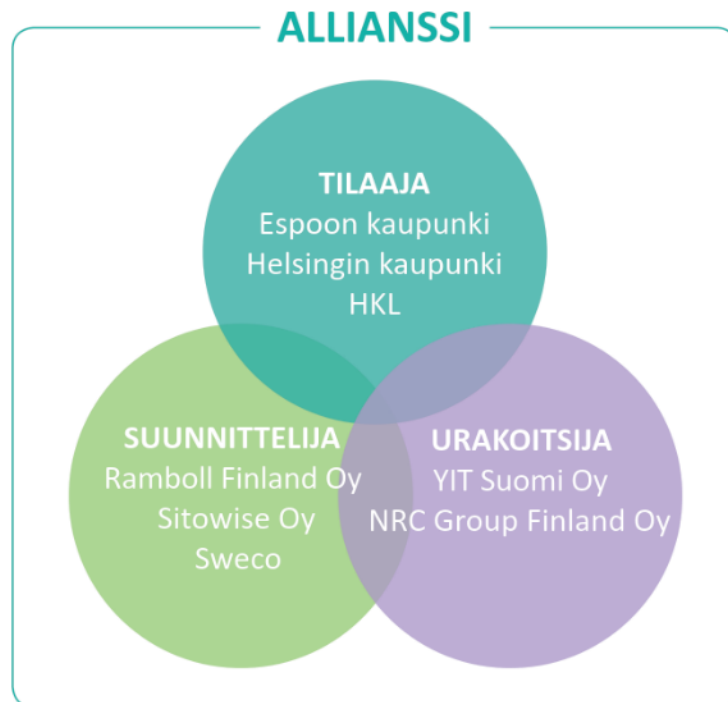 ALLIANSSI
TILAAJA
Espoon kaupunki
Helsingin kaupunki
HKL
SUUNNITTELIJA
Ramboll Finland Oy
Sitowise Oy
Sweco
URAKOITSIJA
YIT Suomi Oy
NRC Group Finland Oy